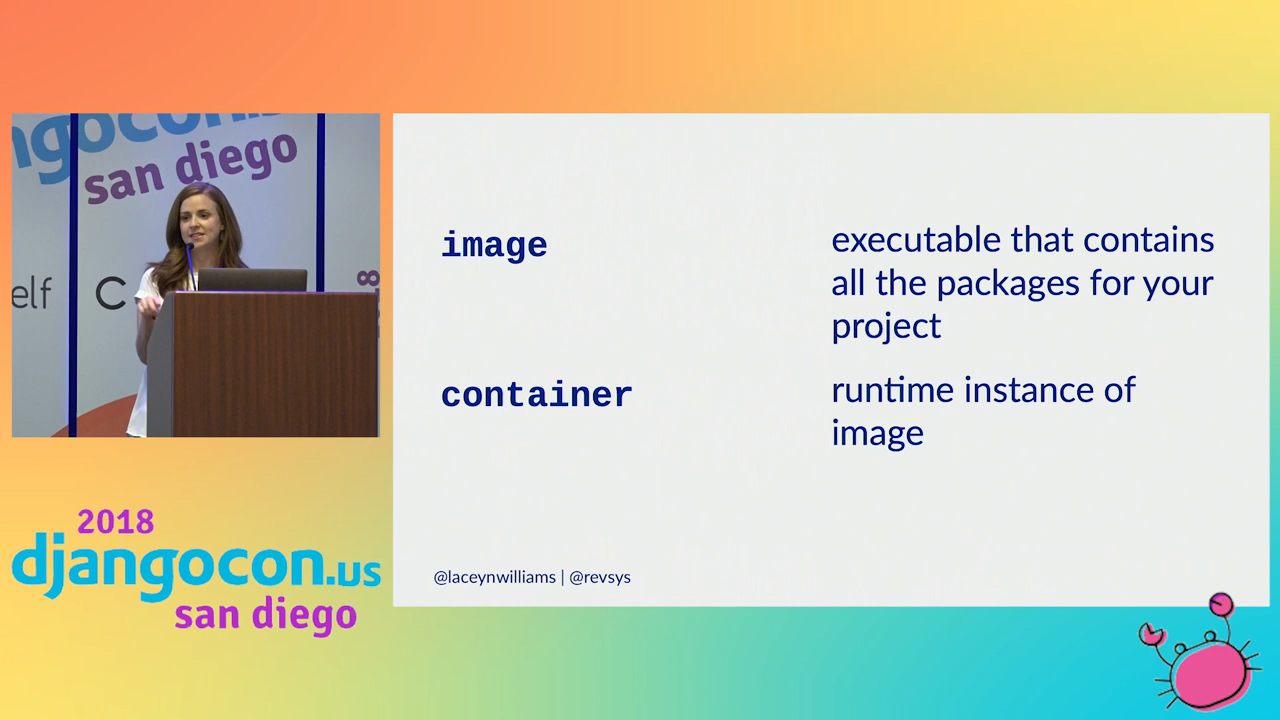 san diego
elf
C
image
executable that contains
all the packages for your
project
container
runtime instance of
image
@laceynwilliams | @revsys
2018
djangocon.us
san diego